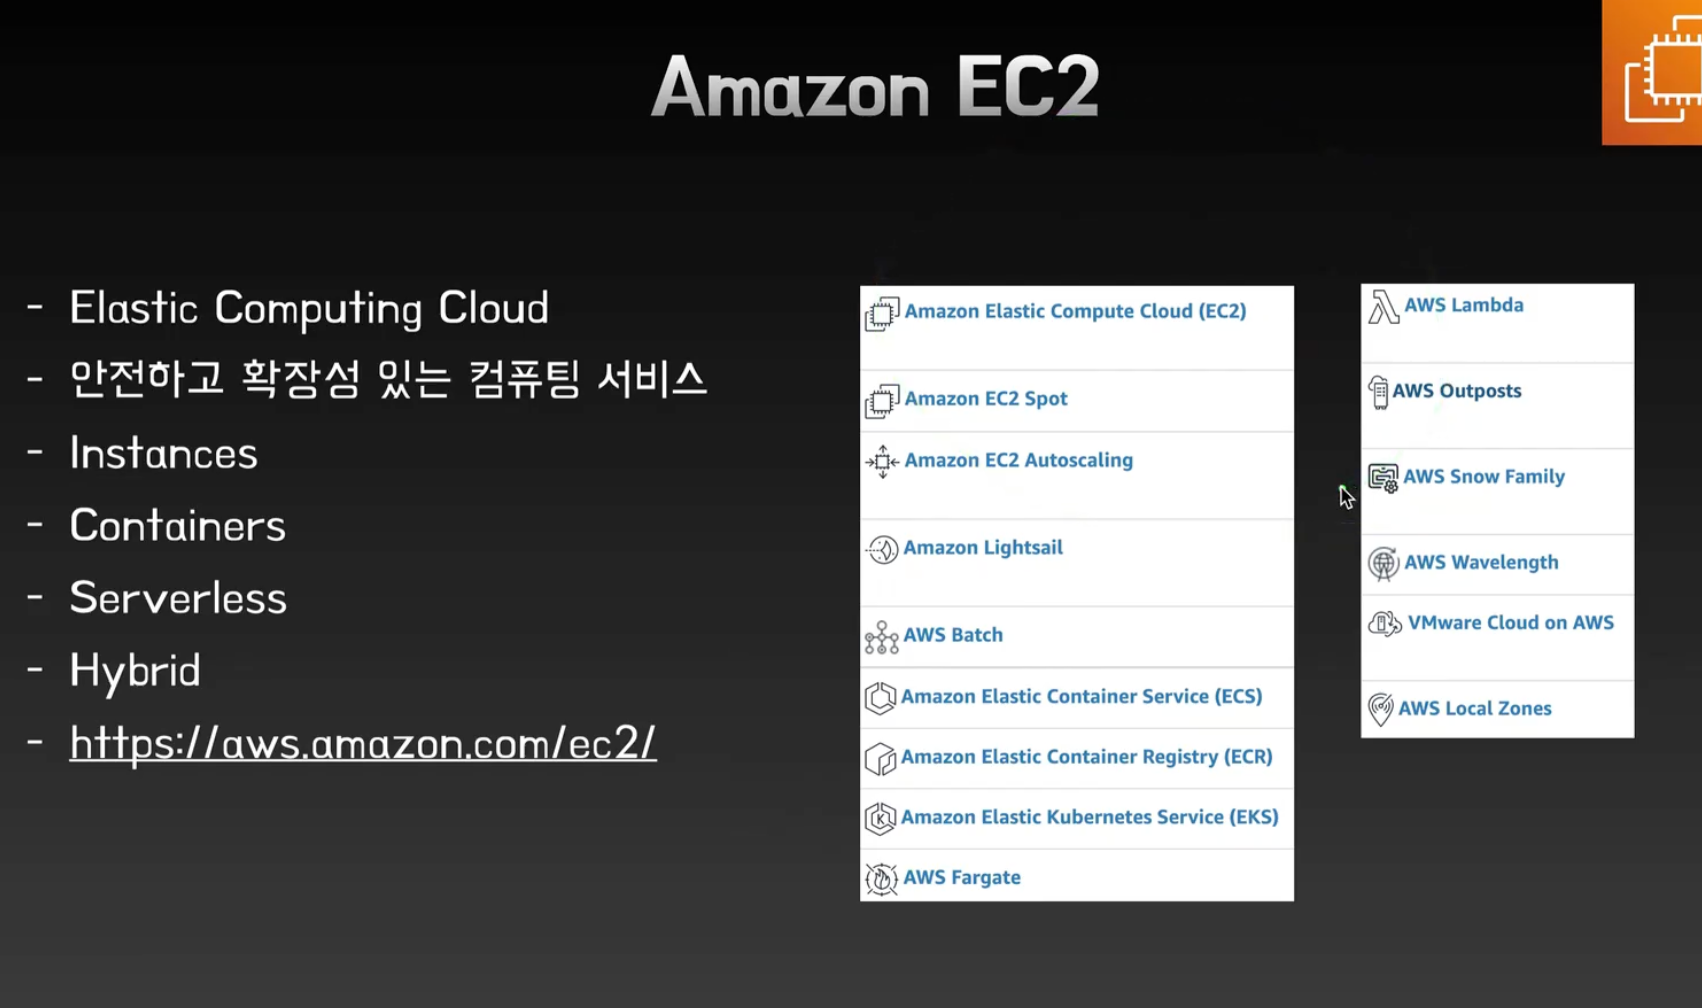 Amazon EC2
- Elastic Computing Cloud
- 안전하고 확장성 있는 컴퓨팅 서비스
- Instances
- Containers
- Serverless
- Hybrid
- https://aws.amazon.com/ec2/
Amazon Elastic Compute Cloud (EC2)
Amazon EC2 Spot
Amazon EC2 Autoscaling
Amazon Lightsail
AWS Batch
Amazon Elastic Container Service (ECS)
Amazon Elastic Container Registry (ECR)
Amazon Elastic Kubernetes Service (EKS)
AWS Fargate
AWS Lambda
AWS Outposts
AWS Snow Family
AWS Wavelength
VMware Cloud on AWS
AWS Local Zones